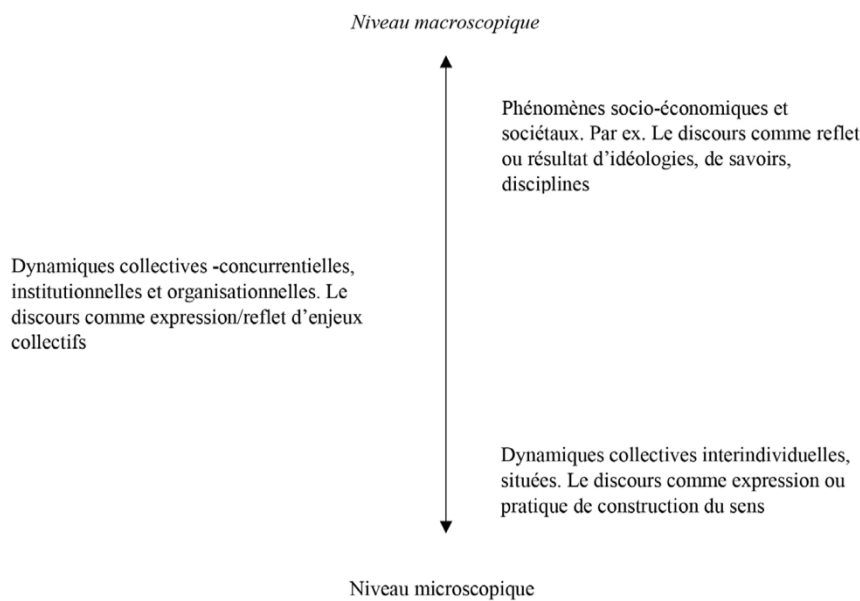 Niveau macroscopique
Phénomènes socio-économiques et
sociétaux. Par ex. Le discours comme reflet
ou résultat d'idéologies, de savoirs,
disciplines
Dynamiques collectives -concurrentielles,
institutionnelles et organisationnelles. Le
discours comme expression/reflet d'enjeux
collectifs
Dynamiques collectives interindividuelles,
situées. Le discours comme expression ou
pratique de construction du sens
Niveau microscopique